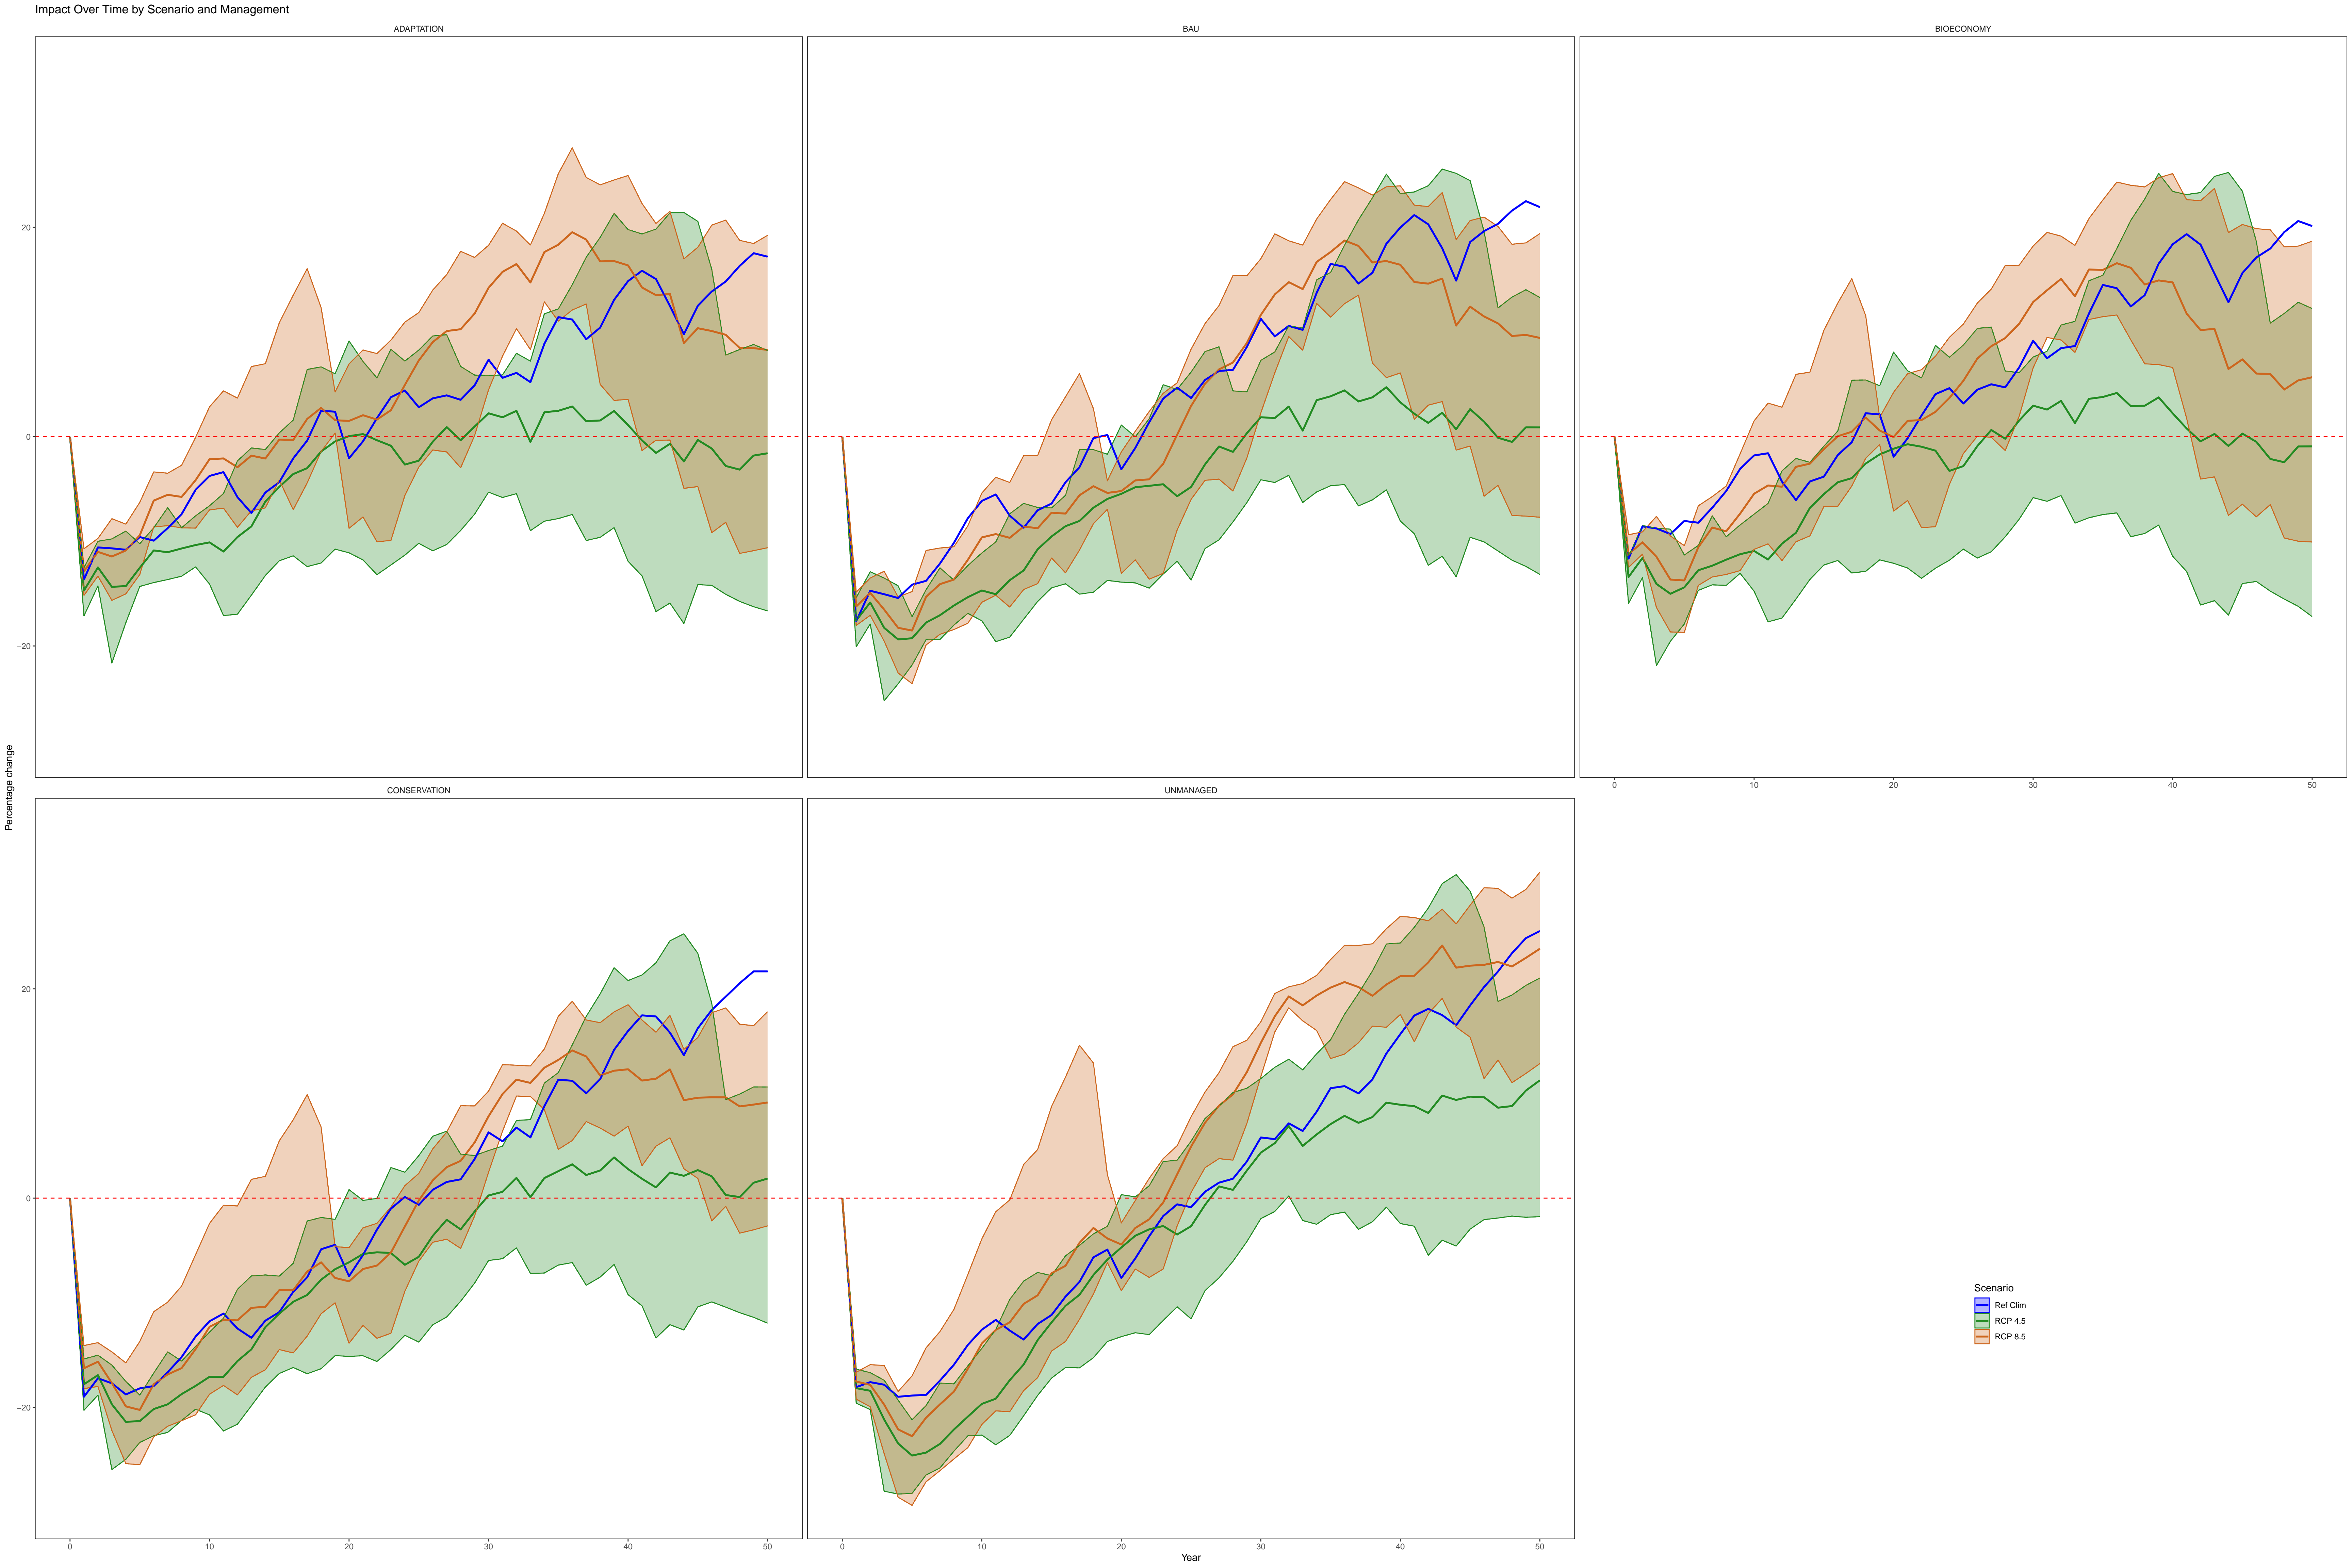 Impact Over Time by Scenario and Management
ADAPTATION
BAU
BIOECONOMY
20
0
−20
0 10 20 30 40 50
Percentage change
CONSERVATION
UNMANAGED
20
0
−20
Scenario
Ref Clim
RCP 4.5
RCP 8.5
0 10 20 30 40 50
0 10 20 30 40 50
Year